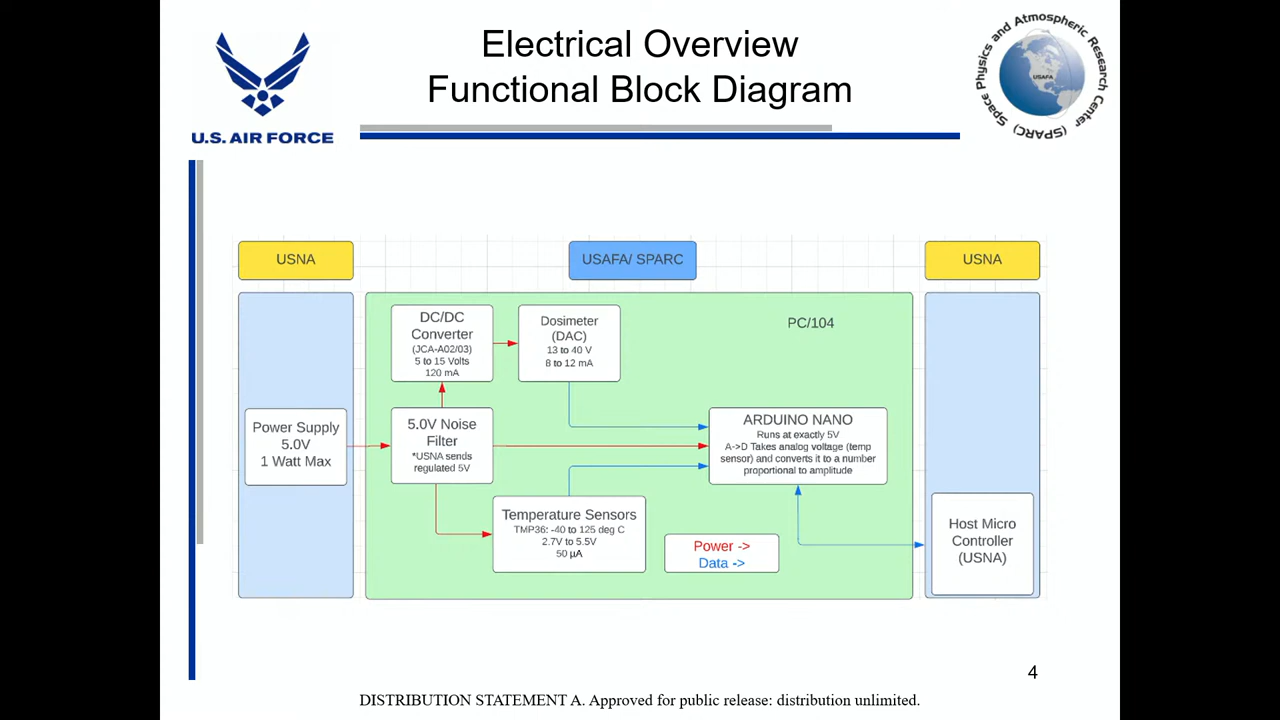 Electrical Overview
Functional Block Diagram
U.S. AIR FORCE
Space Physics and Atmospheric Research Center (SPARC)
USAFA
USNA
USAFA/ SPARC
USNA
DC/DC
Converter
(JCA-A02/03)
5 to 15 Volts
120 mA
Dosimeter
(DAC)
13 to 40 V
8 to 12 mA
PC/104
Power Supply
5.0V
1 Watt Max
5.0V Noise
Filter
*USNA sends
regulated 5V
ARDUINO NANO
Runs at exactly 5V
A->D Takes analog voltage (temp
sensor) and converts it to a number
proportional to amplitude
Temperature Sensors
TMP36: -40 to 125 deg C
2.7V to 5.5V
50 µA
Power ->
Data ->
Host Micro
Controller
(USNA)
4
DISTRIBUTION STATEMENT A. Approved for public release: distribution unlimited.